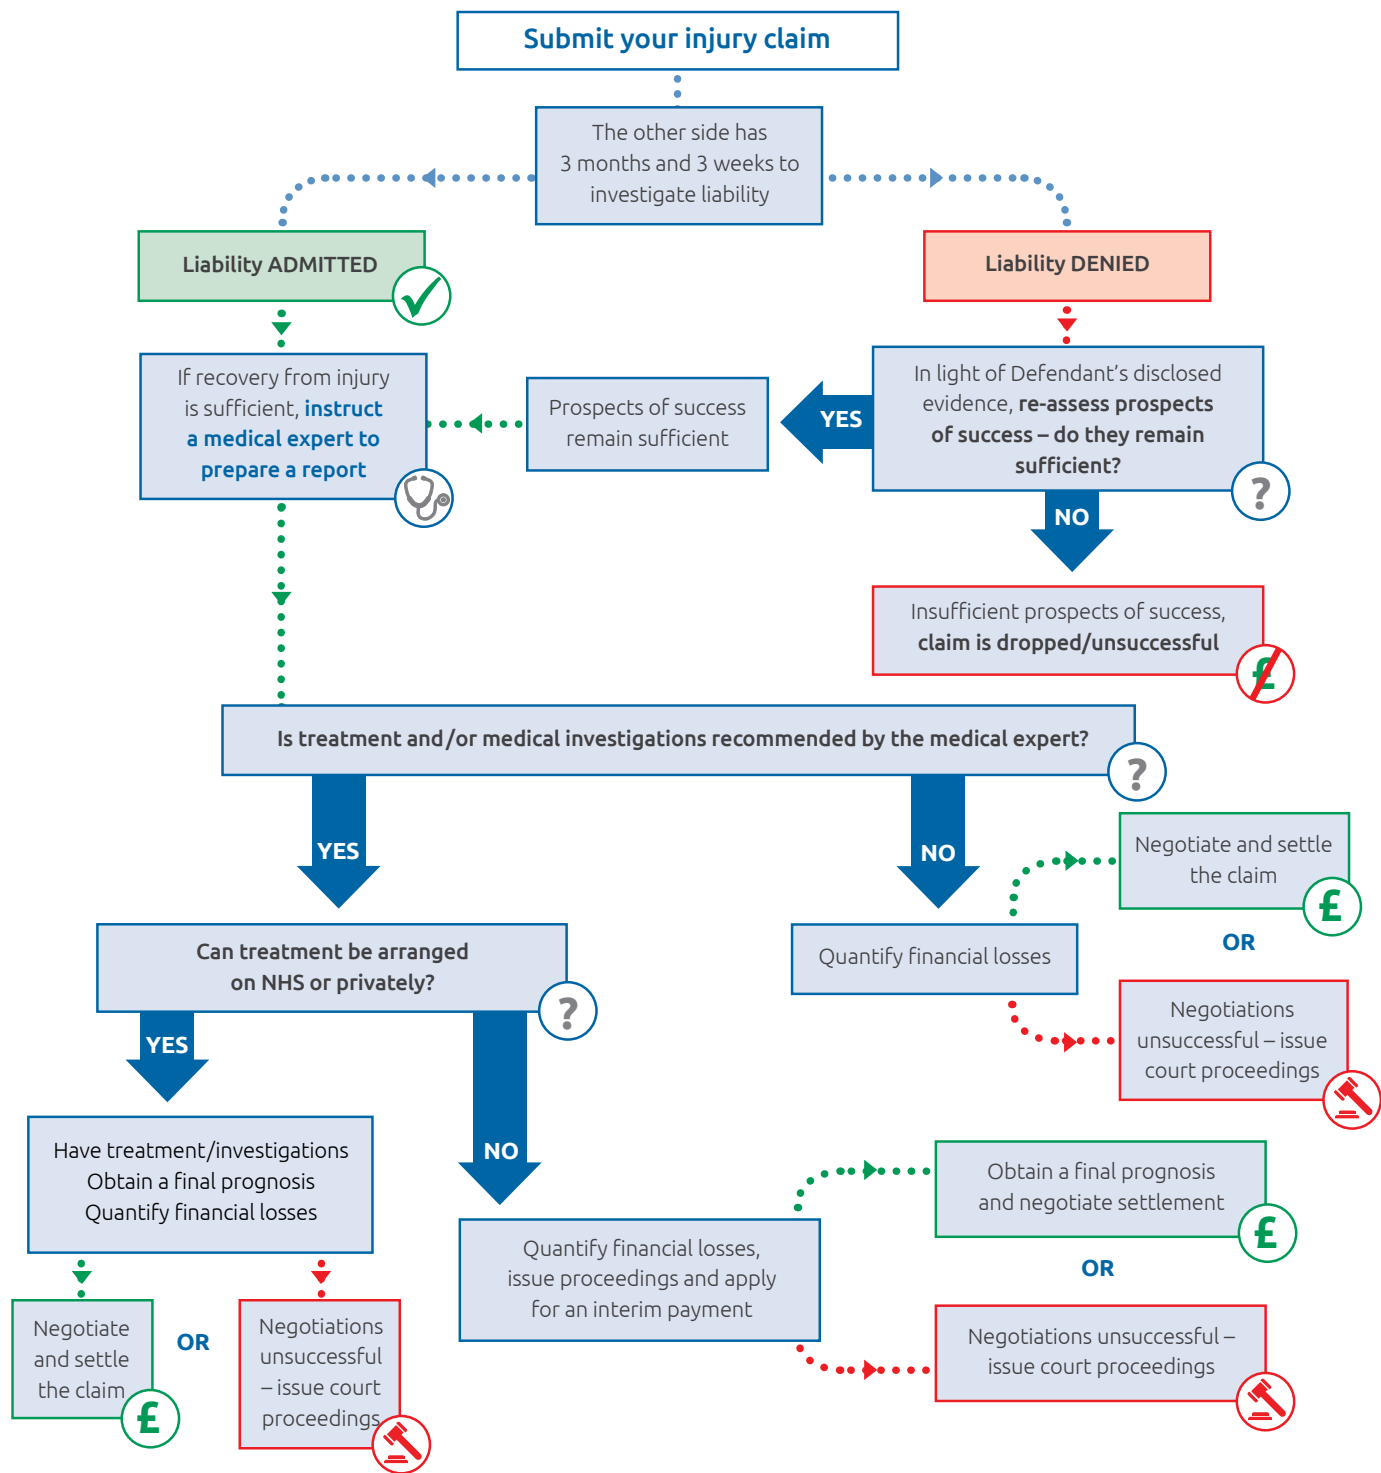 Submit your injury claim
The other side has
3 months and 3 weeks to
investigate liability
Liability ADMITTED
Liability DENIED
If recovery from injury
is sufficient, instruct
a medical expert to
prepare a report
Prospects of success
remain sufficient
YES
In light of Defendant's disclosed
evidence, re-assess prospects
of success – do they remain
sufficient?
?
NO
Insufficient prospects of success,
claim is dropped/unsuccessful
£
Is treatment and/or medical investigations recommended by the medical expert?
?
YES
NO
Negotiate and settle
the claim
£
OR
Quantify financial losses
Negotiations
unsuccessful – issue
court proceedings
Can treatment be arranged
on NHS or privately?
?
YES
NO
Have treatment/investigations
Obtain a final prognosis
Quantify financial losses
Negotiate
and settle
the claim
£
OR
Negotiations
unsuccessful
– issue court
proceedings
Quantify financial losses,
issue proceedings and apply
for an interim payment
Obtain a final prognosis
and negotiate settlement
£
OR
Negotiations unsuccessful –
issue court proceedings